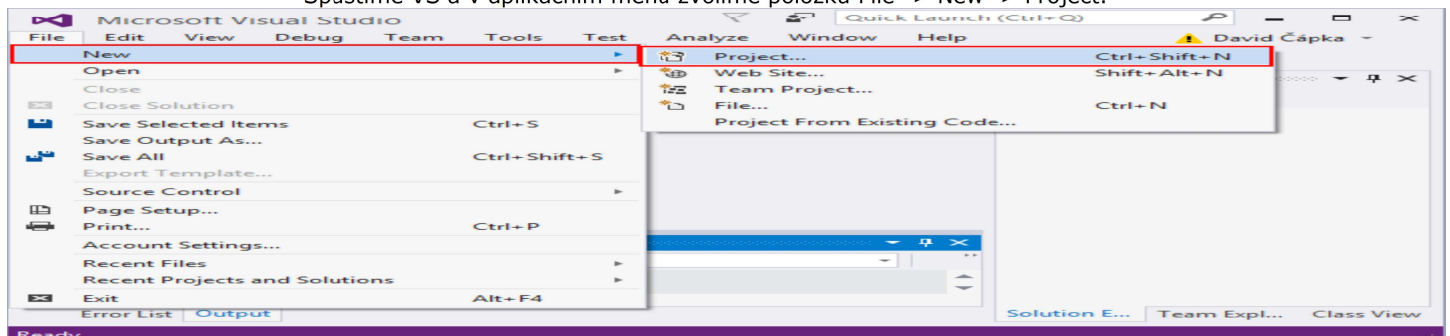 Spustíme VS a v aplikačním menu zvolíme položku File -> New -> Project.
Microsoft Visual Studio Quick Launch (Ctrl+Q)
File Edit View Debug Team Tools Test Analyze Window Help David Čápka
New
Project... Ctrl+Shift+N
Open
Web Site... Shift+Alt+N
Close
Team Project...
Close Solution
File... Ctrl+N
Save Selected Items Ctrl+S
Project From Existing Code...
Save Output As...
Save All Ctrl+Shift+S
Export Template...
Source Control
Page Setup...
Print... Ctrl+P
Account Settings...
Recent Files
Recent Projects and Solutions
Exit Alt+F4
Error List Output Solution E... Team Expl... Class View
Ready